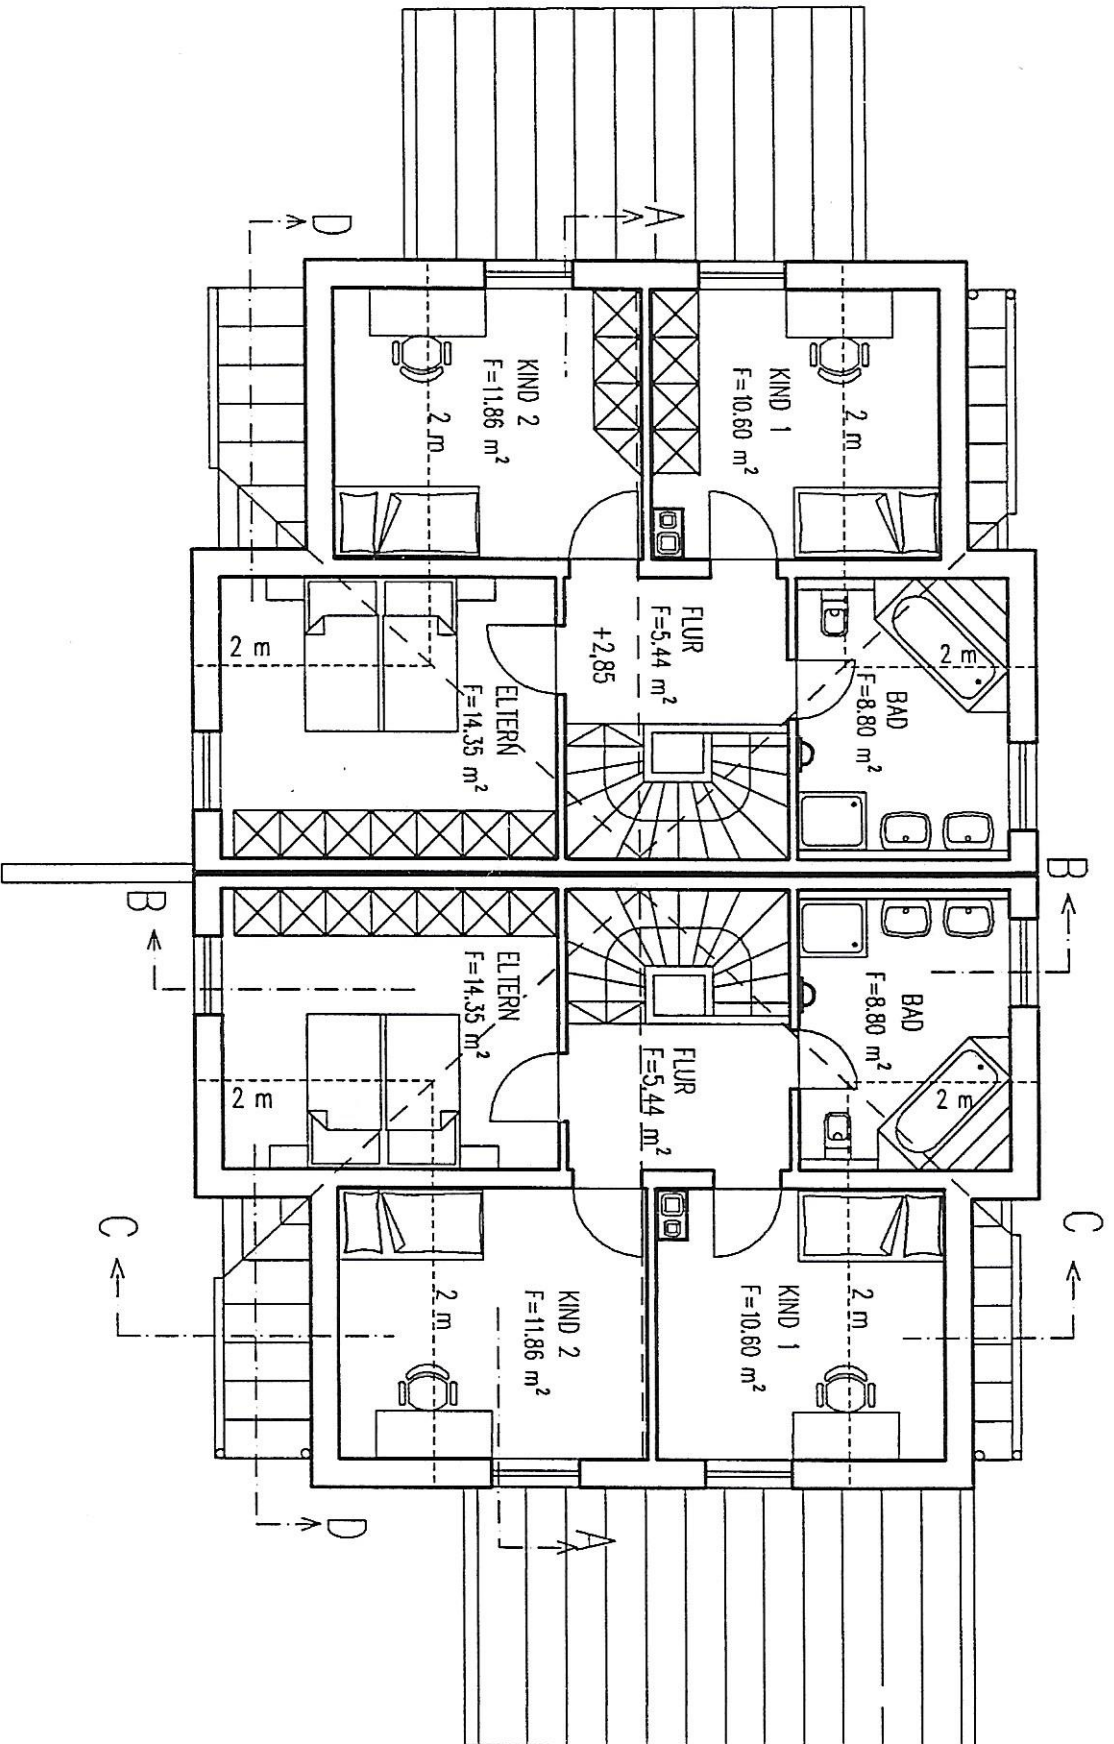 A
D
KIND 1
F=10.60 m²
2 m
KIND 2
F=11.86 m²
2 m
FLUR
F=5.44 m²
+2,85
BAD
F=8.80 m²
2 m
ELTERN
F=14.35 m²
2 m
B
B
BAD
F=8.80 m²
2 m
FLUR
F=5,44 m²
ELTERN
F=14.35 m²
2 m
C
C
KIND 1
F=10.60 m²
2 m
KIND 2
F=11.86 m²
2 m
A
D